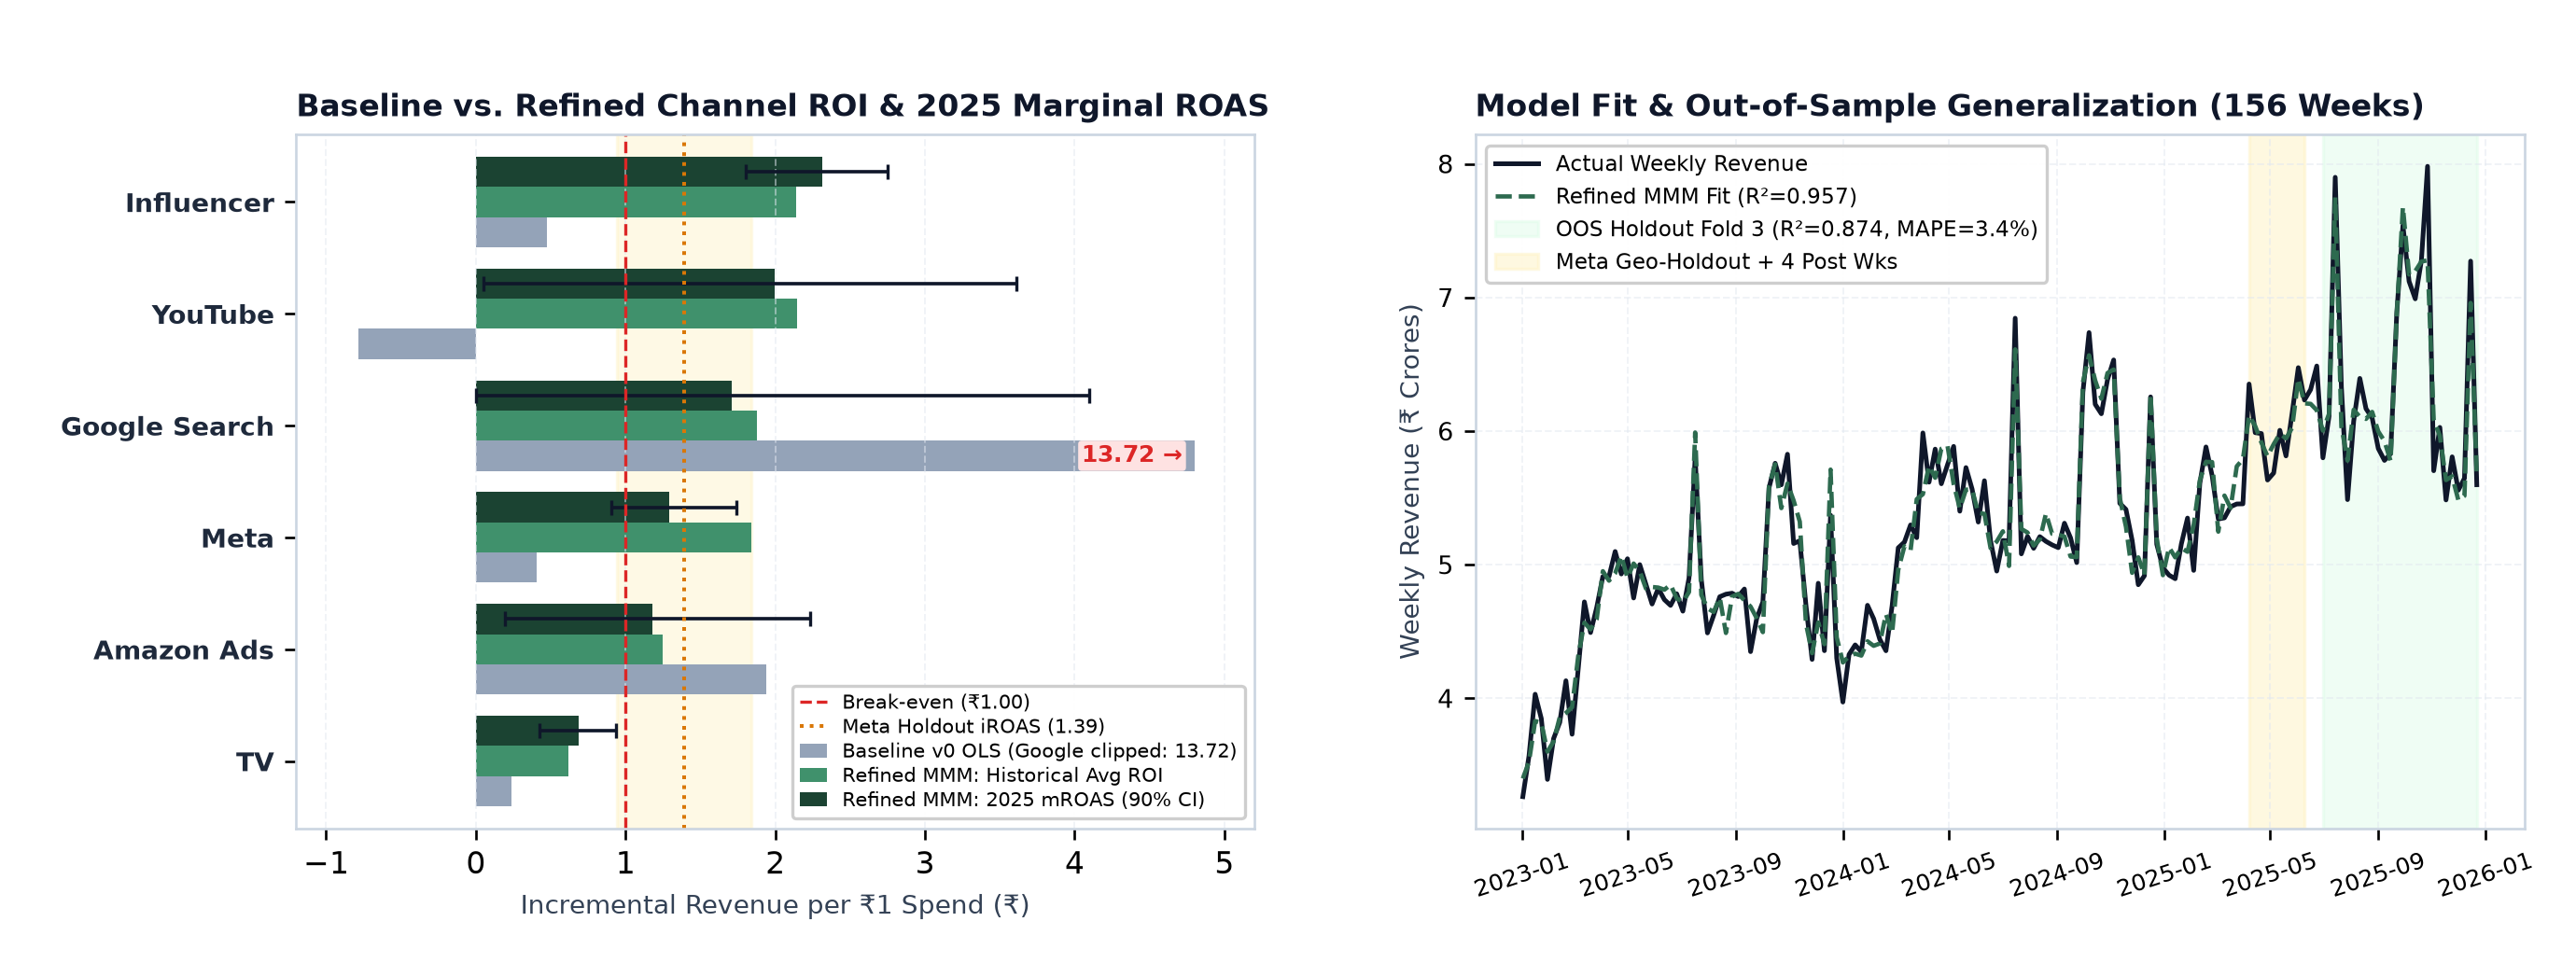 Baseline vs. Refined Channel ROI & 2025 Marginal ROAS
Influencer
YouTube
Google Search
Meta
Amazon Ads
TV
13.72 →
Break-even (₹1.00)
Meta Holdout iROAS (1.39)
Baseline v0 OLS (Google clipped: 13.72)
Refined MMM: Historical Avg ROI
Refined MMM: 2025 mROAS (90% CI)
−1 0 1 2 3 4 5
Incremental Revenue per ₹1 Spend (₹)
Model Fit & Out-of-Sample Generalization (156 Weeks)
Actual Weekly Revenue
Refined MMM Fit (R²=0.957)
OOS Holdout Fold 3 (R²=0.874, MAPE=3.4%)
Meta Geo-Holdout + 4 Post Wks
Weekly Revenue (₹ Crores)
8
7
6
5
4
2023-01 2023-05 2023-09 2024-01 2024-05 2024-09 2025-01 2025-05 2025-09 2026-01